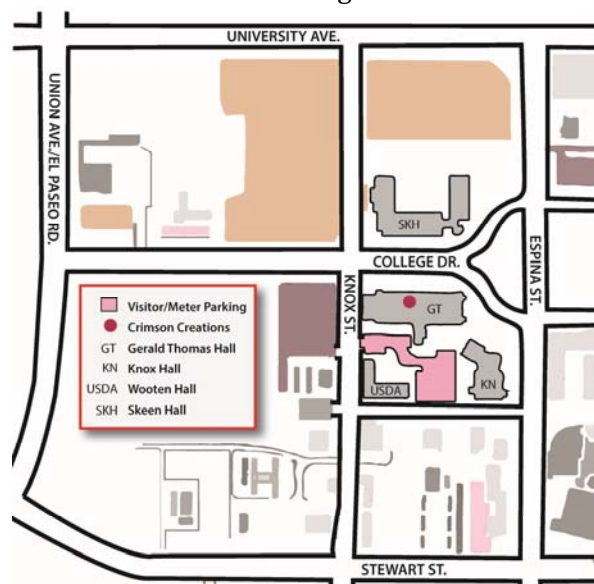 UNIVERSITY AVE.
UNION AVE./EL PASEO RD.
SKH
COLLEGE DR.
ESPINA ST.
KNOX ST.
GT
USDA
KN
Visitor/Meter Parking
Crimson Creations
GT Gerald Thomas Hall
KN Knox Hall
USDA Wooten Hall
SKH Skeen Hall
STEWART ST.